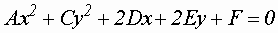 Ax² + Cy² + 2Dx + 2Ey + F = 0